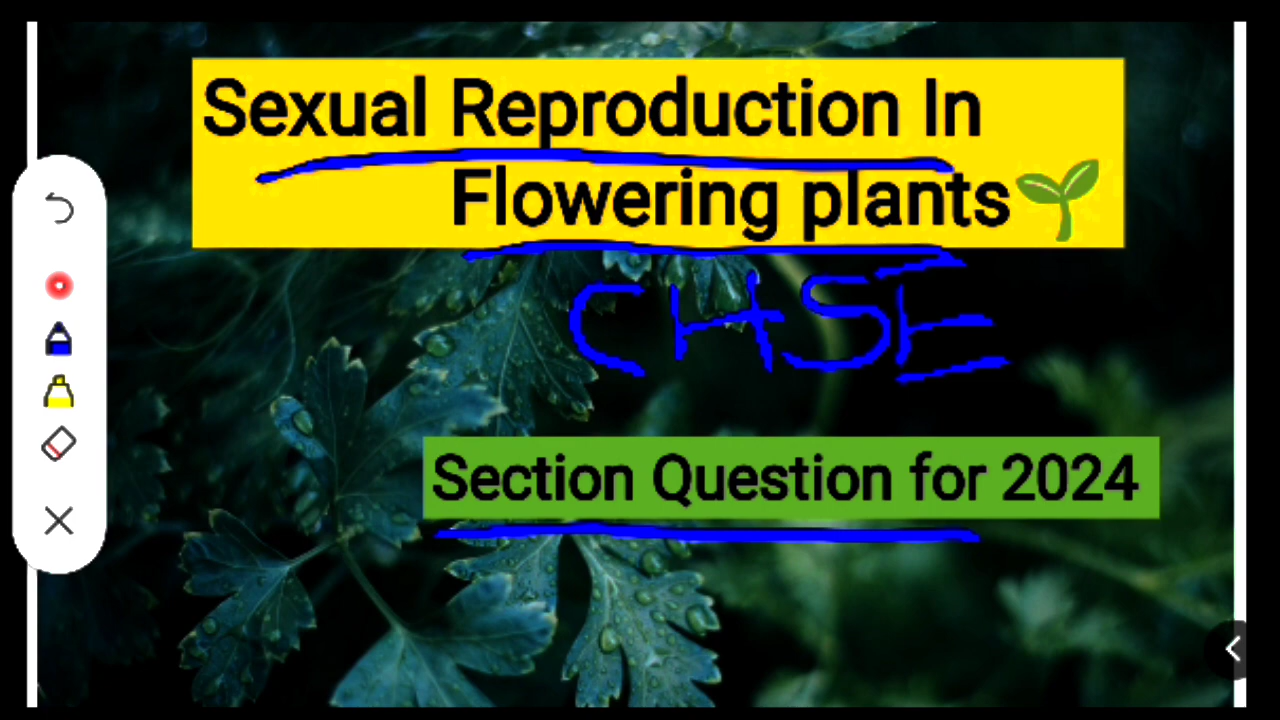 Sexual Reproduction In
Flowering plants🌱
CHSE
Section Question for 2024